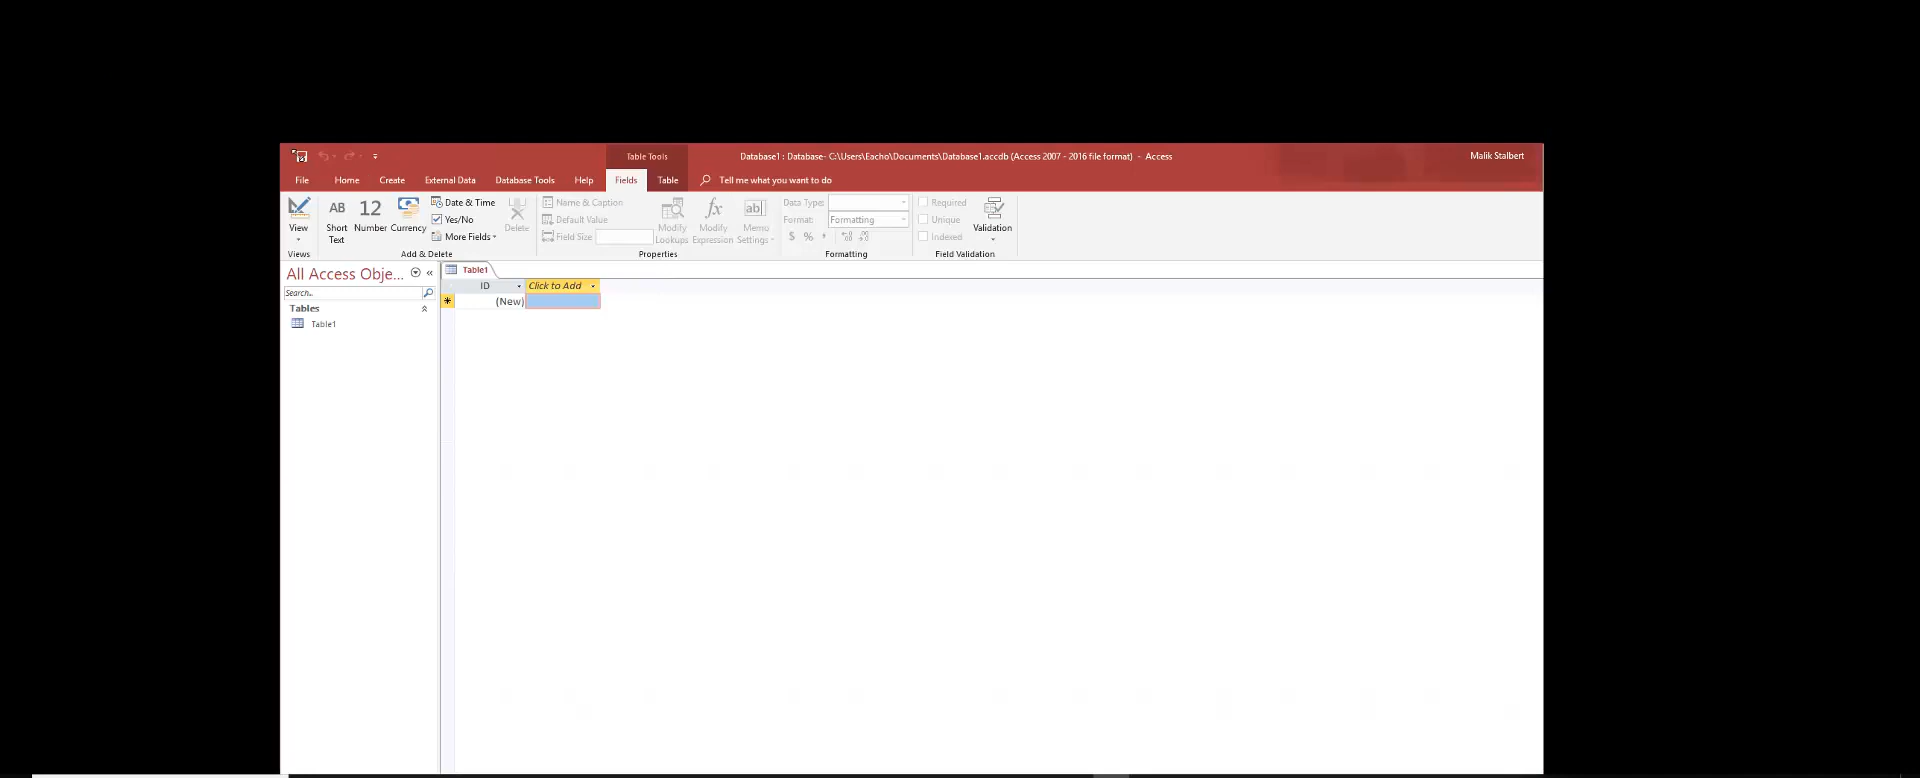 Table Tools
Database1 : Database- C:\Users\Eacho\Documents\Database1.accdb (Access 2007 - 2016 file format) - Access
Malik Stalbert
File Home Create External Data Database Tools Help Fields Table Tell me what you want to do
View
Views
AB
Short
Text
12
Number
Currency
Date & Time
Yes/No
More Fields
Delete
Add & Delete
Name & Caption
Default Value
Field Size
Modify
Lookups
fx
Modify
Expression
ab
Memo
Settings
Properties
Data Type:
Format: Formatting
$ % ,
Formatting
Required
Unique
Indexed
Validation
Field Validation
All Access Obje...
Search..
Tables
Table1
Table1
ID Click to Add
(New)